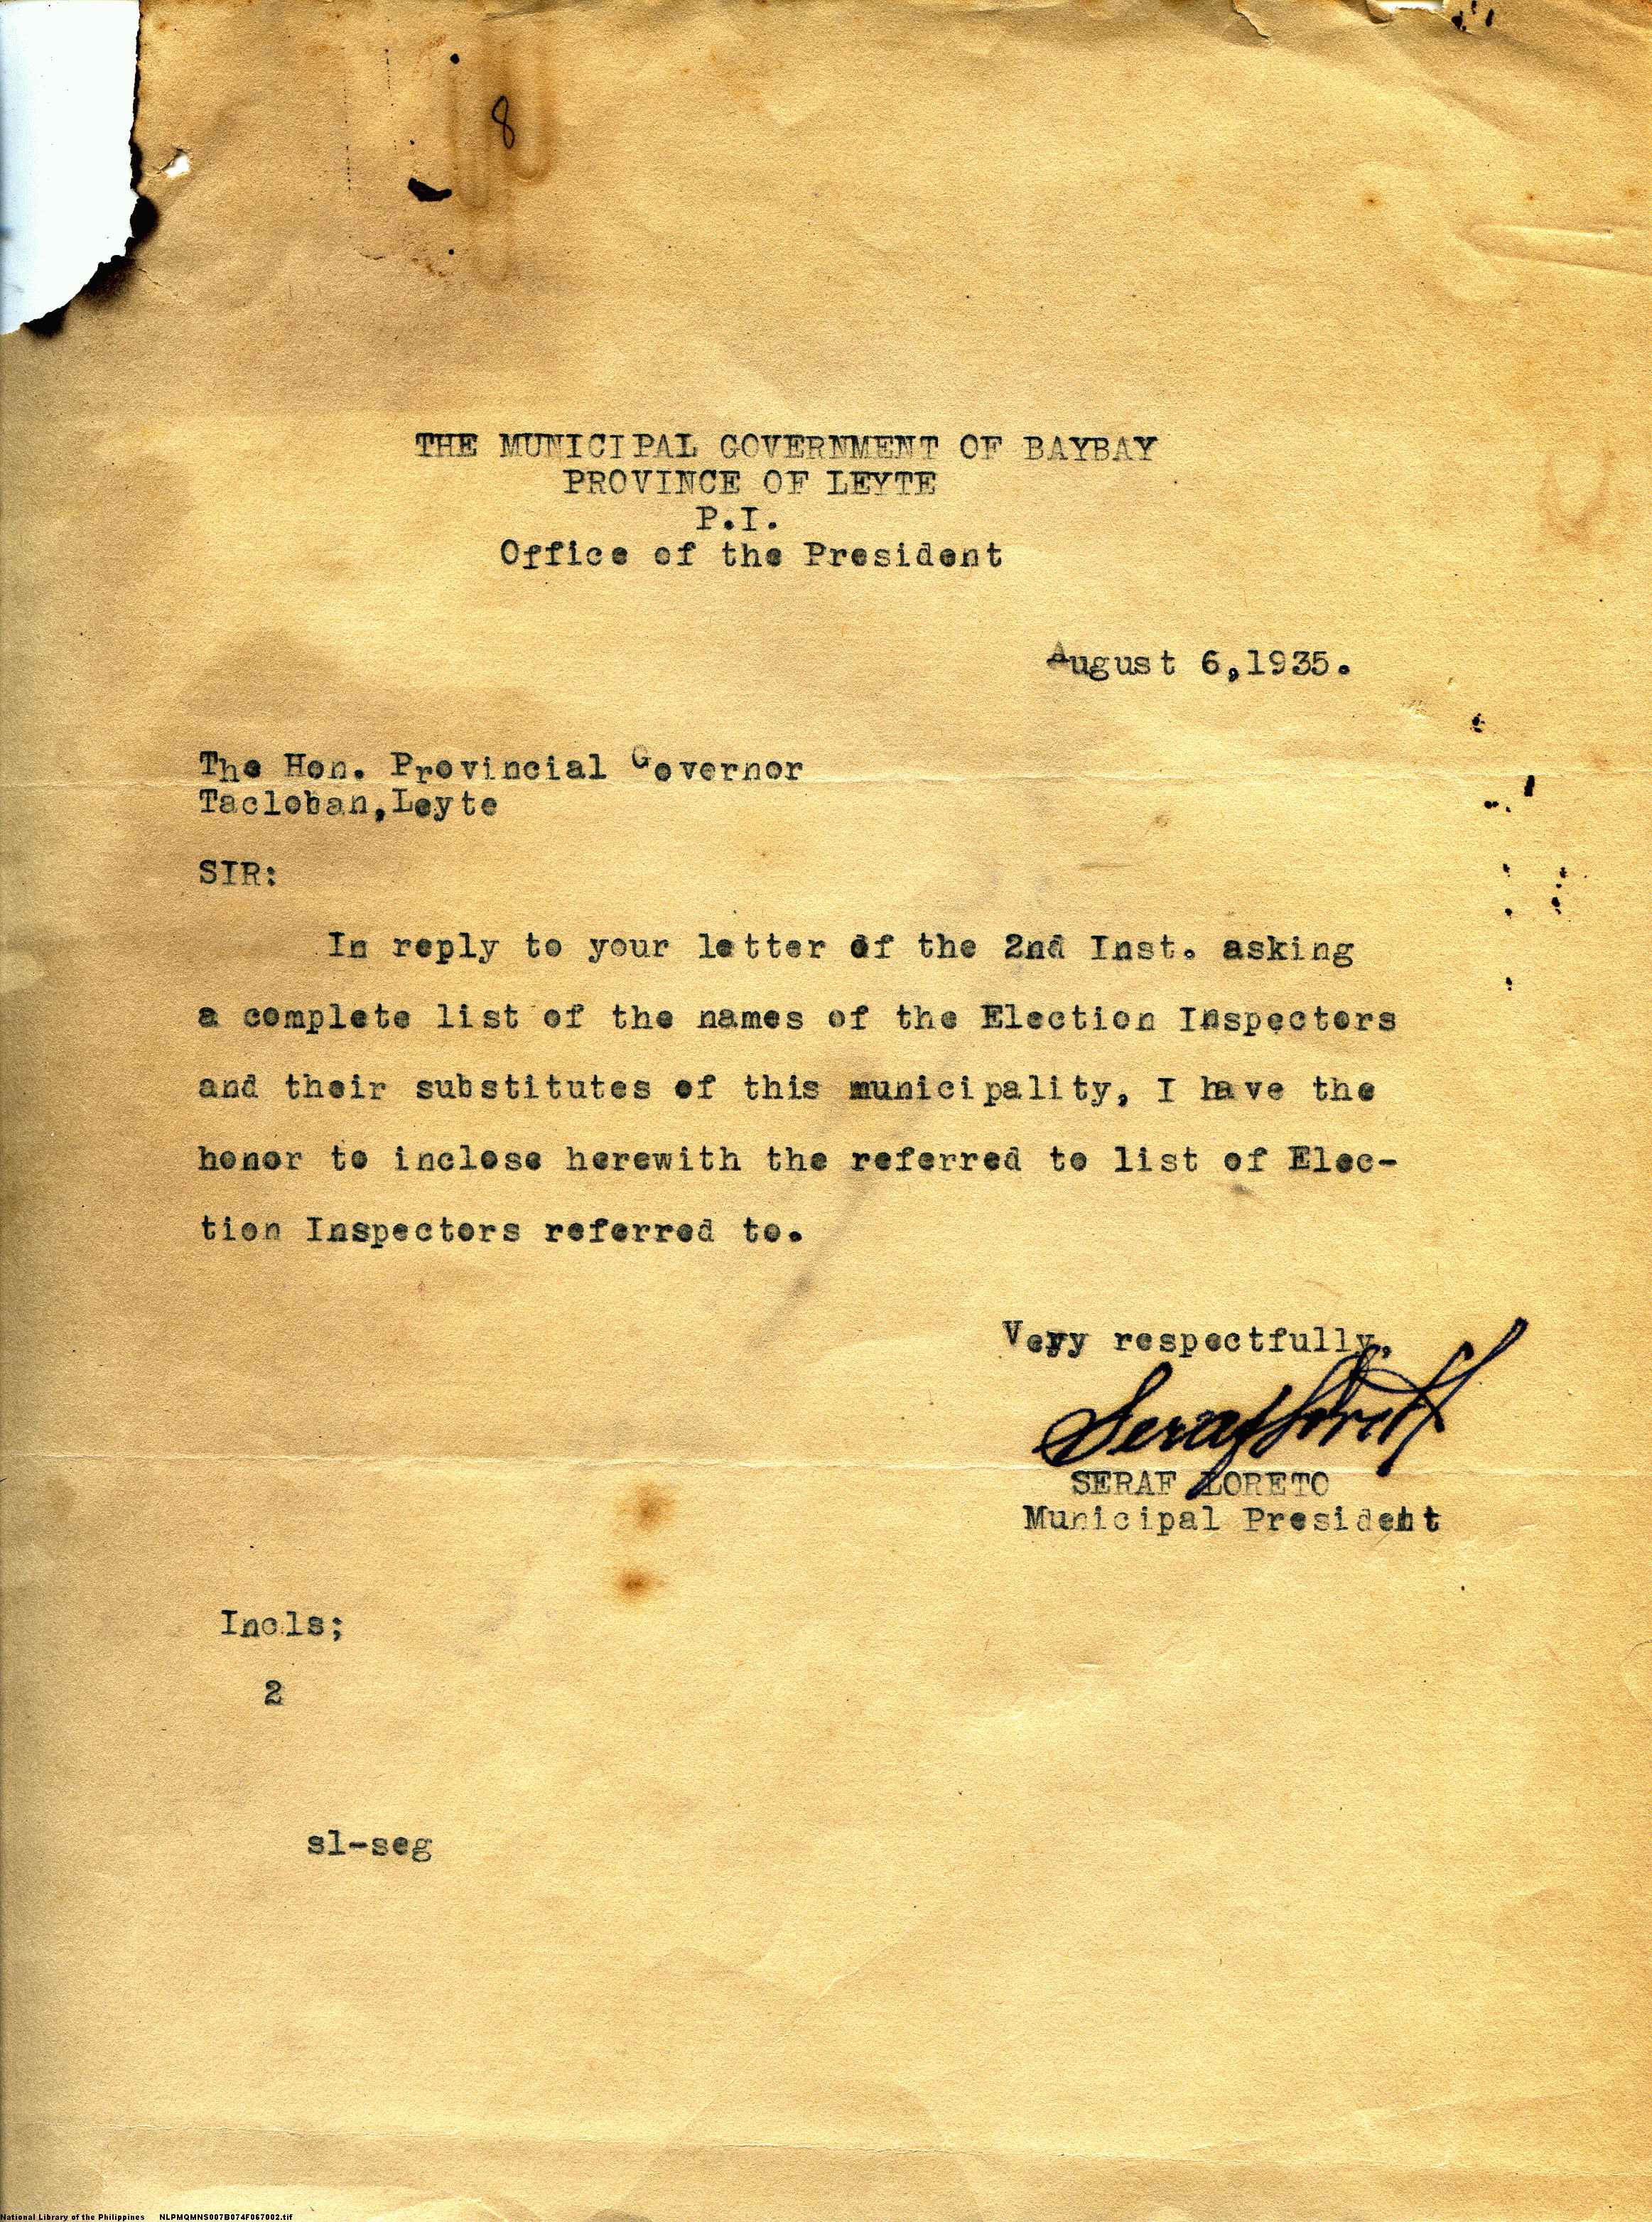 8
THE MUNICIPAL GOVERNMENT OF BAYBAY
PROVINCE OF LEYTE
P.I.
Office of the President
August 6,1935.
The Hon. Provincial Governor
Tacloban,Leyte
SIR:
In reply to your letter of the 2nd Inst. asking
a complete list of the names of the Election Inspectors
and their substitutes of this municipality, I have the
honor to inclose herewith the referred to list of Elec-
tion Inspectors referred to.
Very respectfully,
Seraf Loreto
SERAF LORETO
Municipal President
Incls;
2
sl-seg
National Library of the Philippines NLPMQMNS007B074F067002.tif